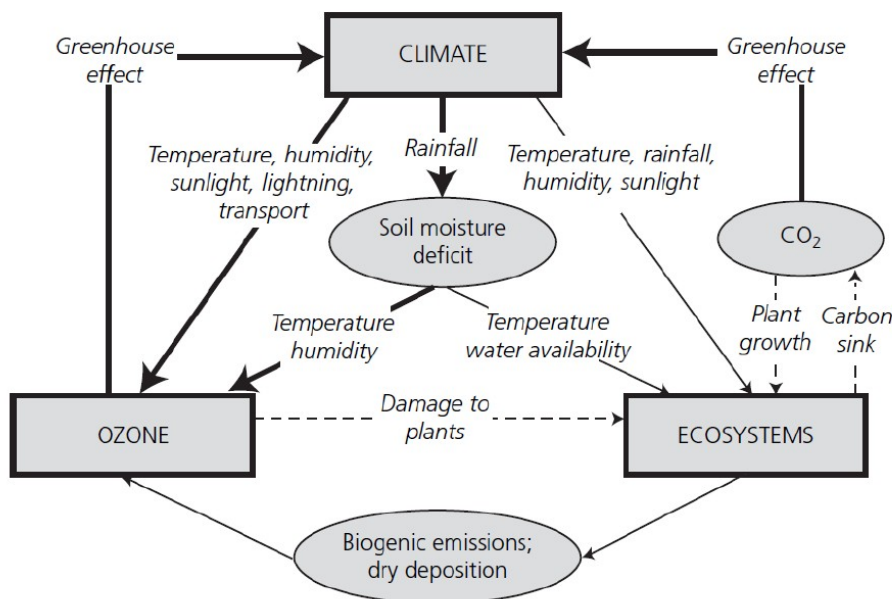 Greenhouse
effect
CLIMATE
Greenhouse
effect
Temperature, humidity,
sunlight, lightning,
transport
Rainfall
Temperature, rainfall,
humidity, sunlight
Soil moisture
deficit
CO₂
Temperature
humidity
Temperature
water availability
Plant
growth
Carbon
sink
OZONE
Damage to
plants
ECOSYSTEMS
Biogenic emissions;
dry deposition